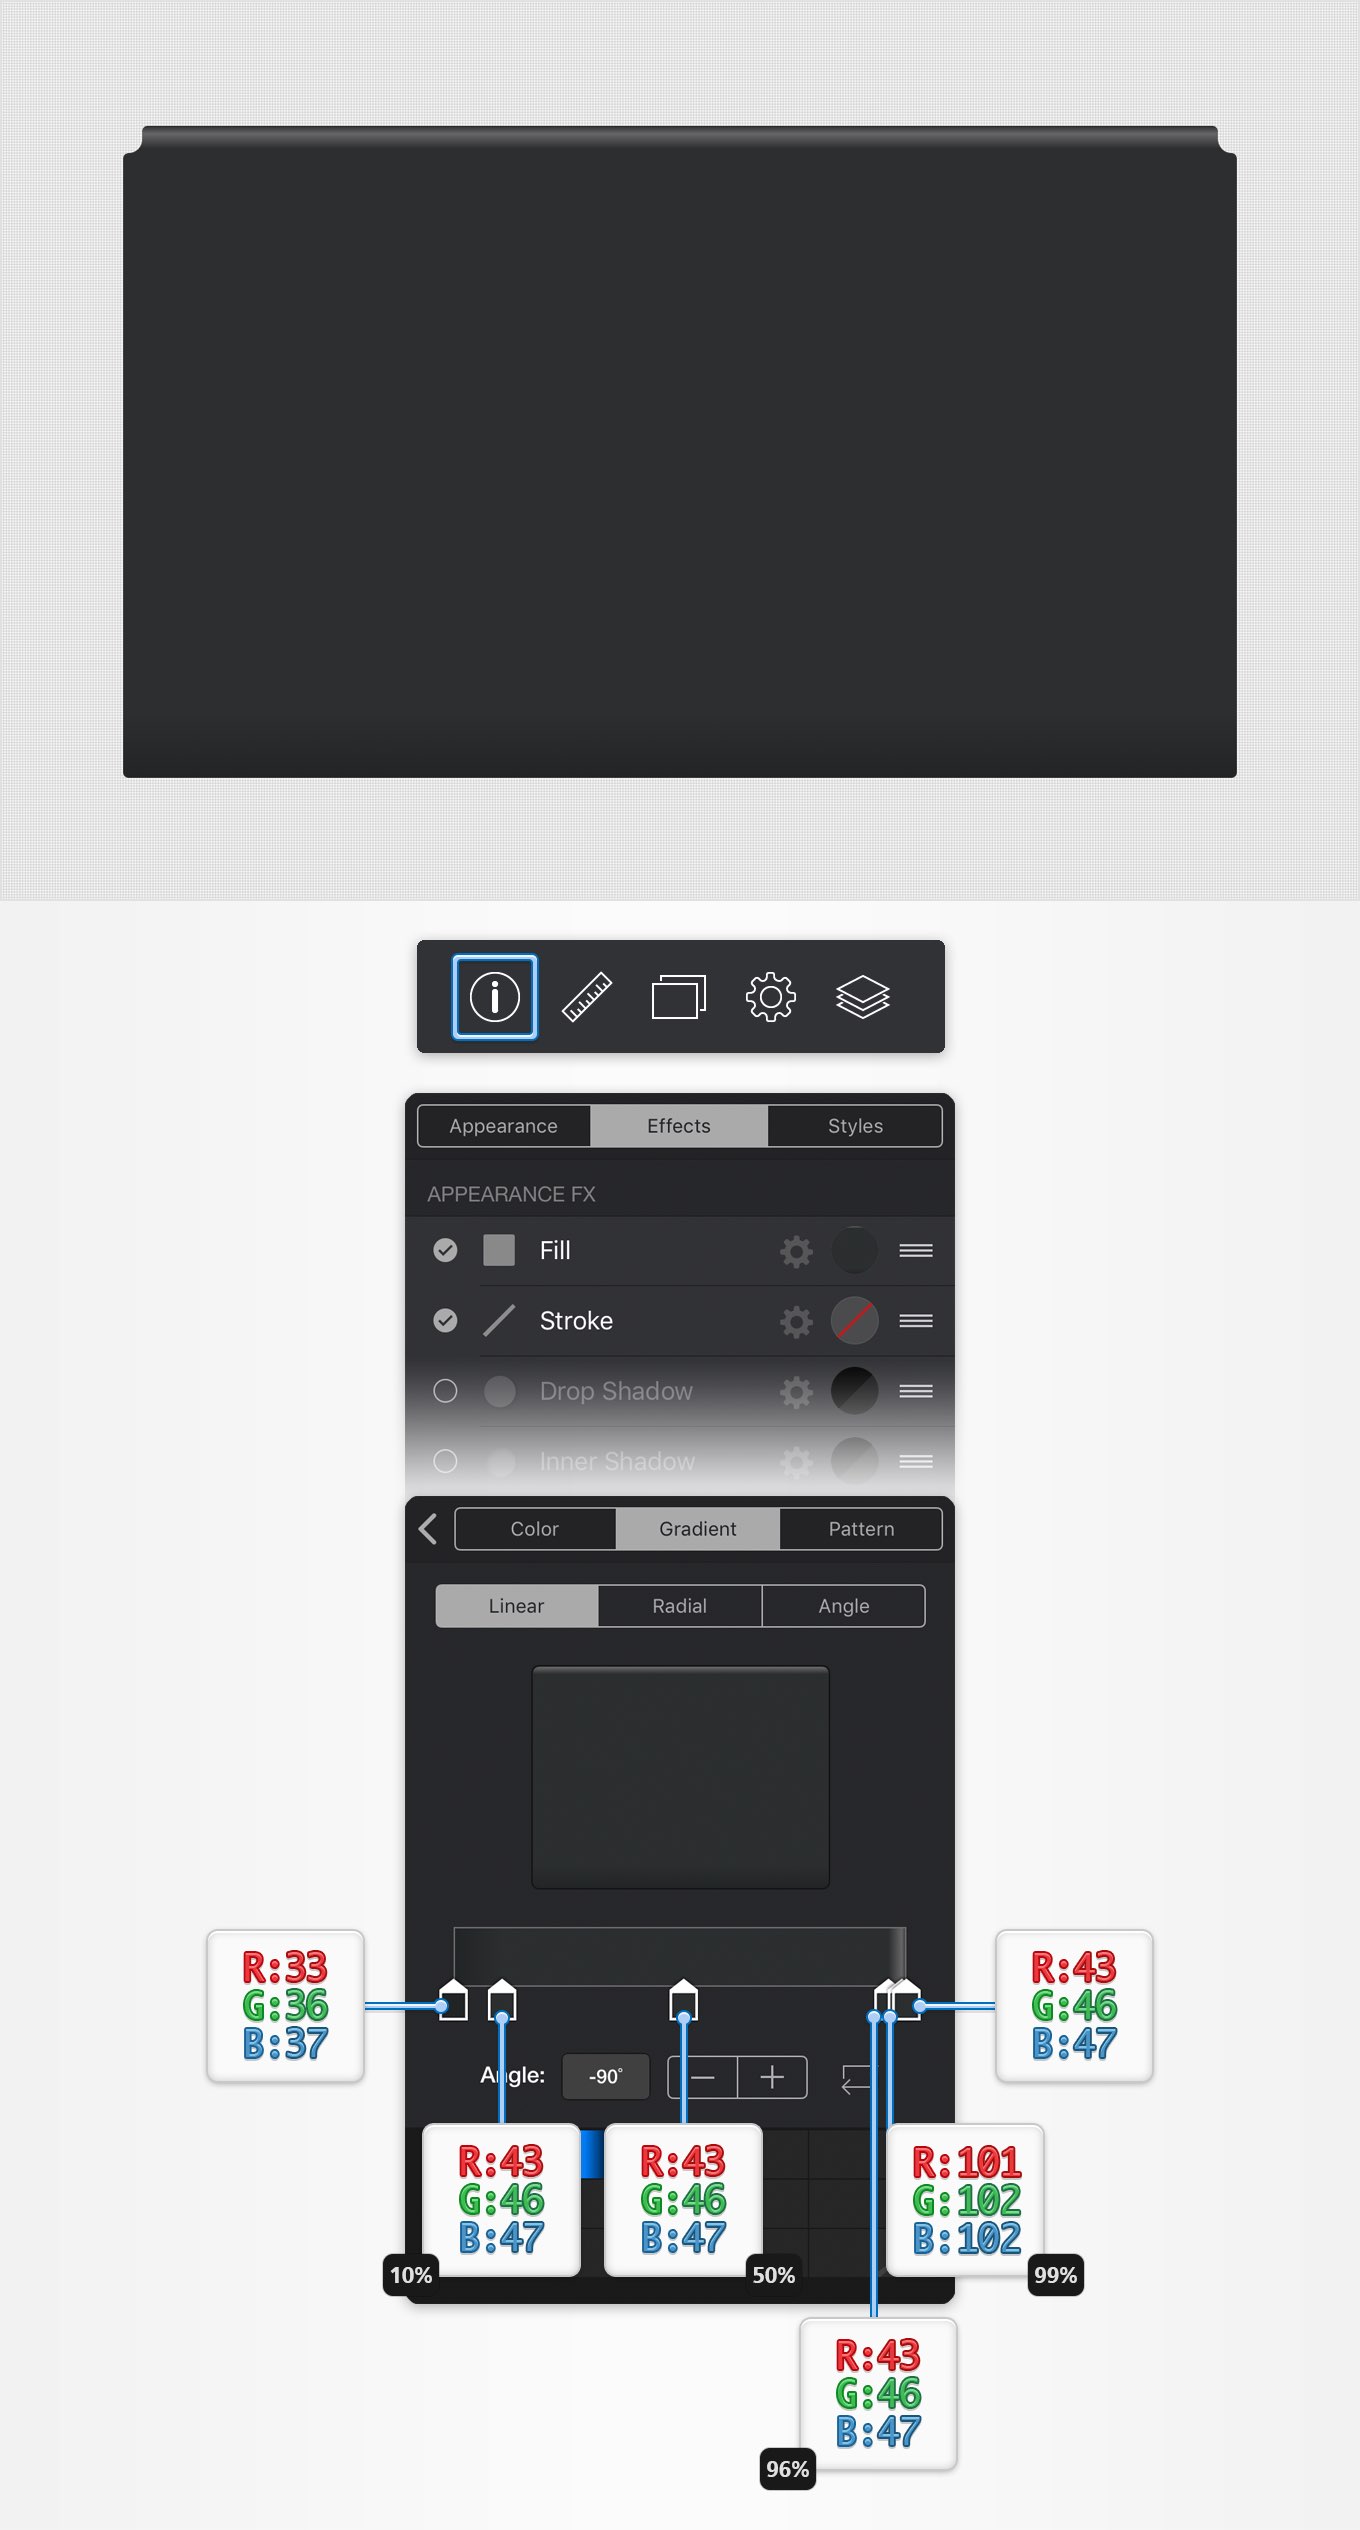 Appearance
Effects
Styles
APPEARANCE FX
Fill
Stroke
Drop Shadow
Inner Shadow
Color
Gradient
Pattern
Linear
Radial
Angle
R:33
G:36
B:37
R:43
G:46
B:47
Angle:
-90°
R:43
G:46
B:47
10%
R:43
G:46
B:47
50%
R:101
G:102
B:102
99%
R:43
G:46
B:47
96%